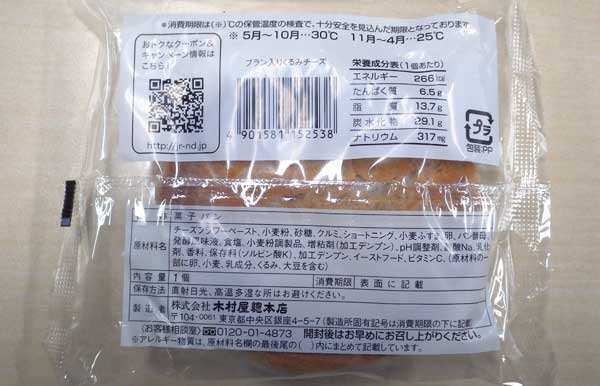 ＊消費期限は(※)℃の保管温度の検査で、十分安全を見込んだ期限となっております
※ 5月～10月…30℃ 11月～4月…25℃
おトクなクーポン&
キャンペーン情報は
こちら!
http://jr-nd.jp
ブラン入りくるみチーズ
4 901581 152538
栄養成分表(1個あたり)
エネルギー 266kcal
たんぱく質 6.5g
脂 質 13.7g
炭水化物 29.1g
ナトリウム 317mg
プラ
包装:PP
菓子パン
原材料名
チーズフラワーペースト、小麦粉、砂糖、クルミ、ショートニング、小麦ふすま、卵、パン酵母、
発酵風味液、食塩、小麦粉調製品、増粘剤(加工デンプン)、pH調整剤、酢酸Na、乳化
剤、香料、保存料(ソルビン酸K)、加工デンプン、イーストフード、ビタミンC、(原材料の一
部に卵、小麦、乳成分、くるみ、大豆を含む)
内容量 1個 消費期限 表面に記載
保存方法 直射日光、高温多湿な所はお避けください。
製造者 株式会社 木村屋總本店
〒104-0061 東京都中央区銀座4-5-7 (製造所固有記号は消費期限の下に記載)
〈お客様相談室〉 0120-01-4873 開封後はお早めにお召し上がりください。
※アレルギー物質は、原材料名欄の最後尾の( )内にまとめて記載しています。